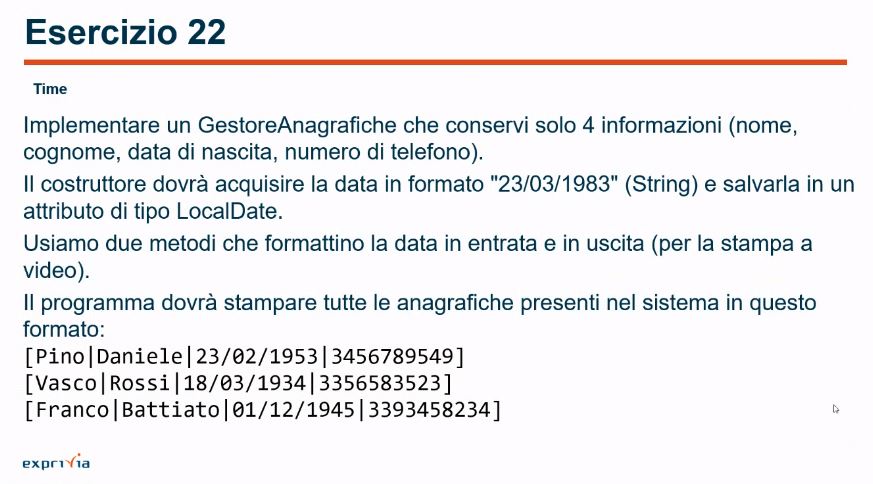 Esercizio 22
Time
Implementare un GestoreAnagrafiche che conservi solo 4 informazioni (nome,
cognome, data di nascita, numero di telefono).
Il costruttore dovrà acquisire la data in formato "23/03/1983" (String) e salvarla in un
attributo di tipo LocalDate.
Usiamo due metodi che formattino la data in entrata e in uscita (per la stampa a
video).
Il programma dovrà stampare tutte le anagrafiche presenti nel sistema in questo
formato:
[Pino|Daniele|23/02/1953|3456789549]
[Vasco|Rossi|18/03/1934|3356583523]
[Franco|Battiato|01/12/1945|3393458234]
exprivia